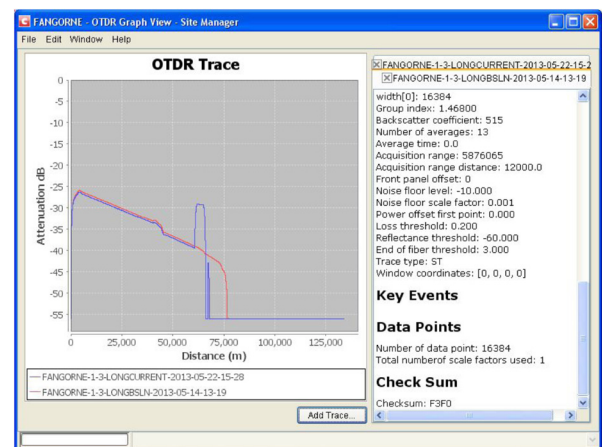 FANGORNE - OTDR Graph View - Site Manager
File Edit Window Help
OTDR Trace
0
-5
-10
-15
-20
-25
-30
-35
-40
-45
-50
-55
Attenuation dB
0 25,000 50,000 75,000 100,000 125,000
Distance (m)
FANGORNE-1-3-LONGCURRENT-2013-05-22-15-28
FANGORNE-1-3-LONGBSLN-2013-05-14-13-19
Add Trace...
FANGORNE-1-3-LONGCURRENT-2013-05-22-15-2
FANGORNE-1-3-LONGBSLN-2013-05-14-13-19
width[0]: 16384
Group index: 1.46800
Backscatter coefficient: 515
Number of averages: 13
Average time: 0.0
Acquisition range: 5876065
Acquisition range distance: 12000.0
Front panel offset: 0
Noise floor level: -10.000
Noise floor scale factor: 0.001
Power offset first point: 0.000
Loss threshold: 0.200
Reflectance threshold: -60.000
End of fiber threshold: 3.000
Trace type: ST
Window coordinates: [0, 0, 0, 0]
Key Events
Data Points
Number of data point: 16384
Total numberof scale factors used: 1
Check Sum
Checksum: F3F0